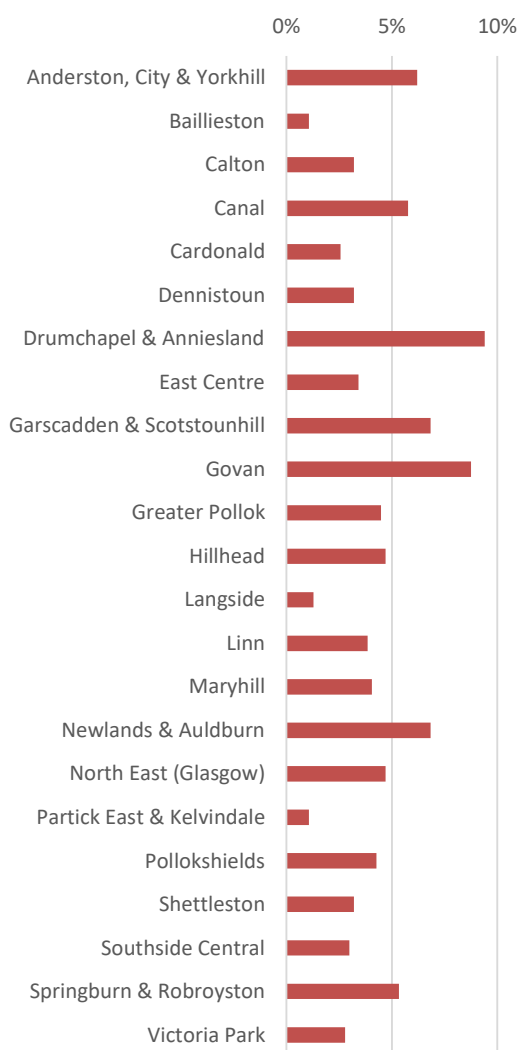 0% 5% 10%
Anderston, City & Yorkhill
Baillieston
Calton
Canal
Cardonald
Dennistoun
Drumchapel & Anniesland
East Centre
Garscadden & Scotstounhill
Govan
Greater Pollok
Hillhead
Langside
Linn
Maryhill
Newlands & Auldburn
North East (Glasgow)
Partick East & Kelvindale
Pollokshields
Shettleston
Southside Central
Springburn & Robroyston
Victoria Park